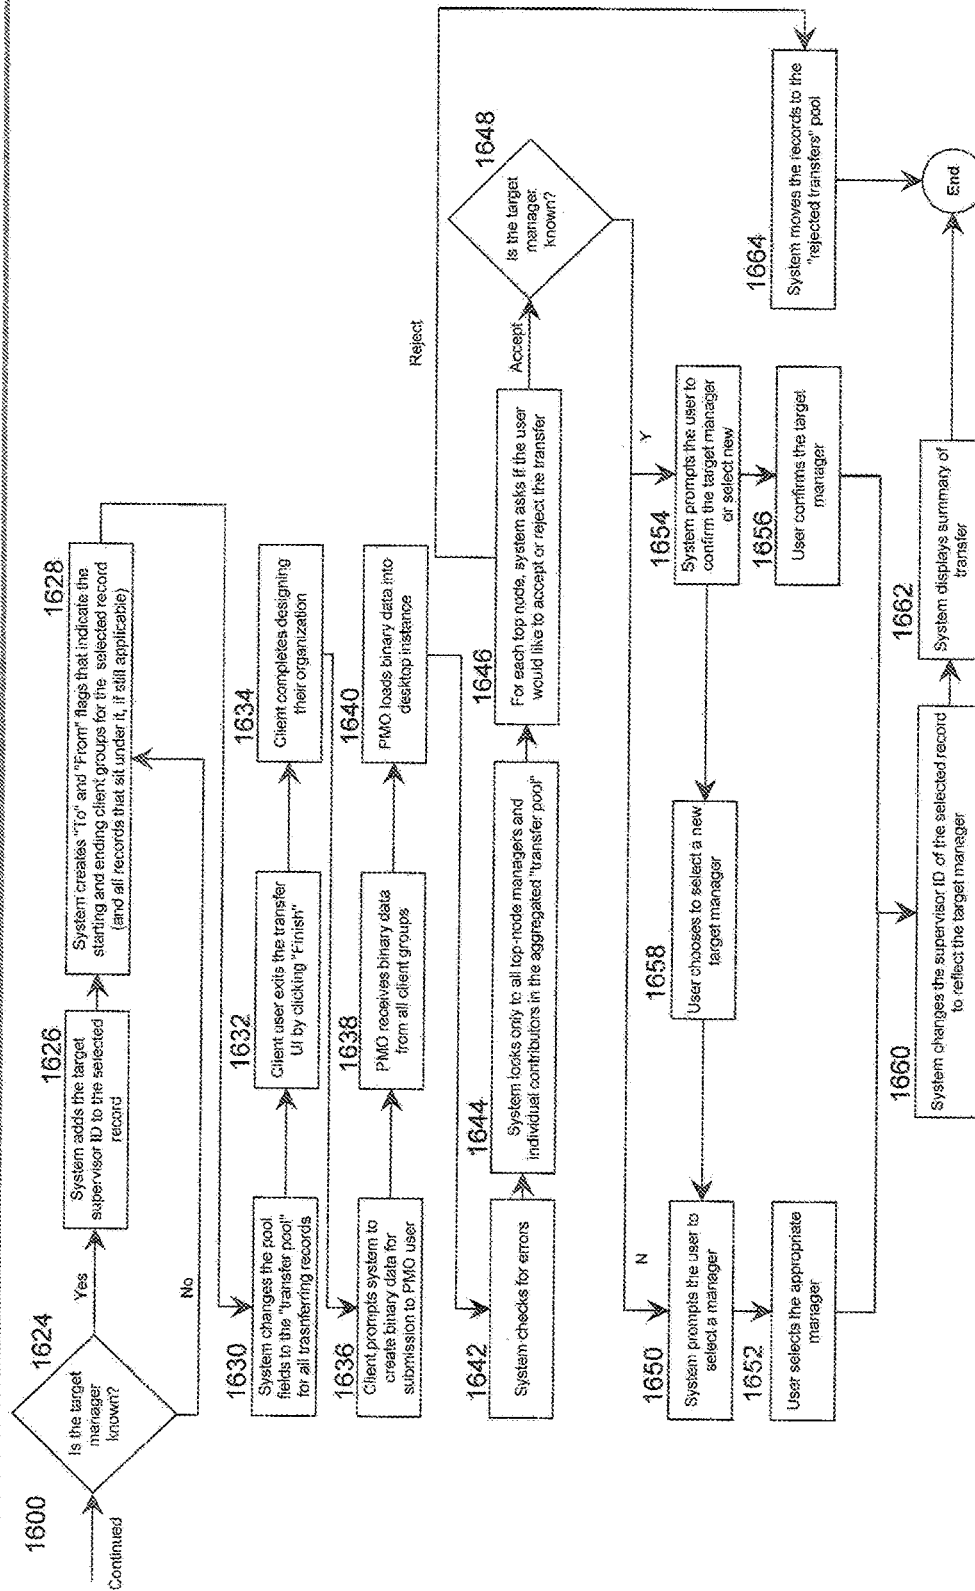 1600
Continued
1624
Is the target
manager
known?
Yes
No
1626
System adds the target
supervisor ID to the selected
record
1628
System creates "To" and "From" flags that indicate the
starting and ending client groups for the selected record
(and all records that sit under it, if still applicable)
1630
System changes the pool
fields to the "transfer pool"
for all trasnferring records
1632
Client user exits the transfer
UI by clicking "Finish"
1634
Client completes designing
their organization
1636
Client prompts system to
create binary data for
submission to PMO user
1638
PMO receives binary data
from all client groups
1640
PMO loads binary data into
desktop instance
1642
System checks for errors
1644
System looks only to all top-node managers and
individual contributors in the aggregated "transfer pool"
1646
For each top node, system asks if the user
would like to accept or reject the transfer
Reject
Accept
1648
Is the target
manager
known?
N
Y
1650
System prompts the user to
select a manager
1652
User selects the appropriate
manager
1658
User chooses to select a new
target manager
1654
System prompts the user to
confirm the target manager
or select new
1656
User confirms the target
manager
1660
System changes the supervisor ID of the selected record
to reflect the target manager
1662
System displays summary of
transfer
1664
System moves the records to the
"rejected transfers" pool
End